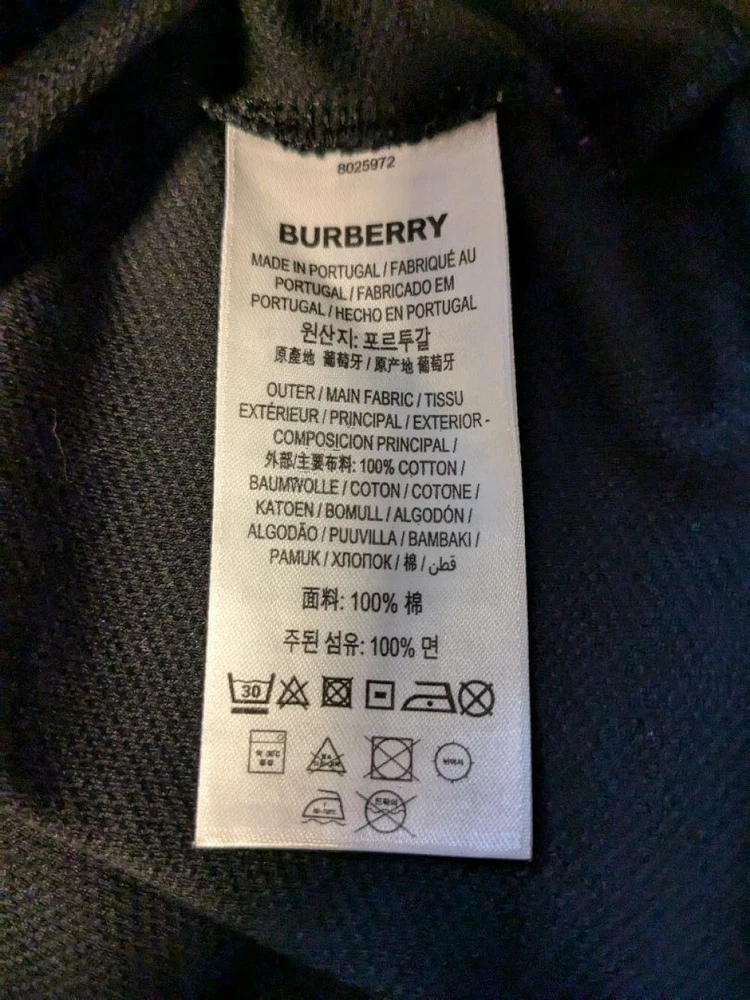 8025972
BURBERRY
MADE IN PORTUGAL / FABRIQUÉ AU
PORTUGAL / FABRICADO EM
PORTUGAL / HECHO EN PORTUGAL
원산지: 포르투갈
原產地 葡萄牙 / 原产地 葡萄牙
OUTER / MAIN FABRIC / TISSU
EXTÉRIEUR / PRINCIPAL / EXTERIOR -
COMPOSICION PRINCIPAL /
外部/主要布料: 100% COTTON /
BAUMWOLLE / COTON / COTONE /
KATOEN / BOMULL / ALGODÓN /
ALGODÃO / PUUVILLA / BAMBAKI /
PAMUK / ХЛОПОК / 棉 / قطن
面料: 100% 棉
주된 섬유: 100% 면
30